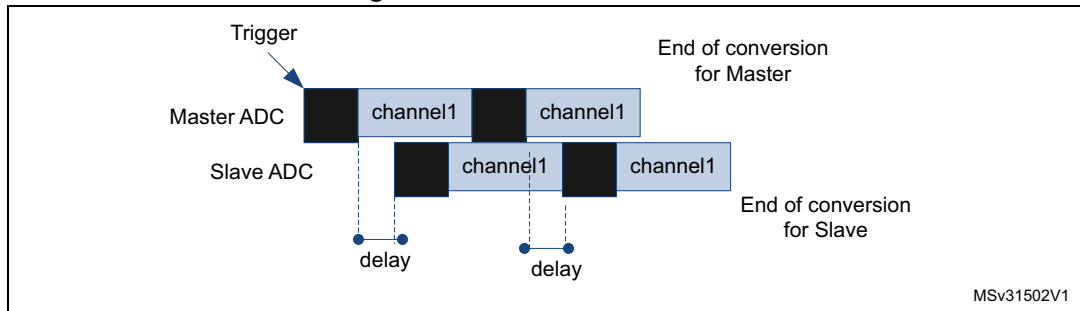 Trigger
End of conversion
for Master
Master ADC
channel1
channel1
Slave ADC
channel1
channel1
End of conversion
for Slave
delay
delay
MSv31502V1